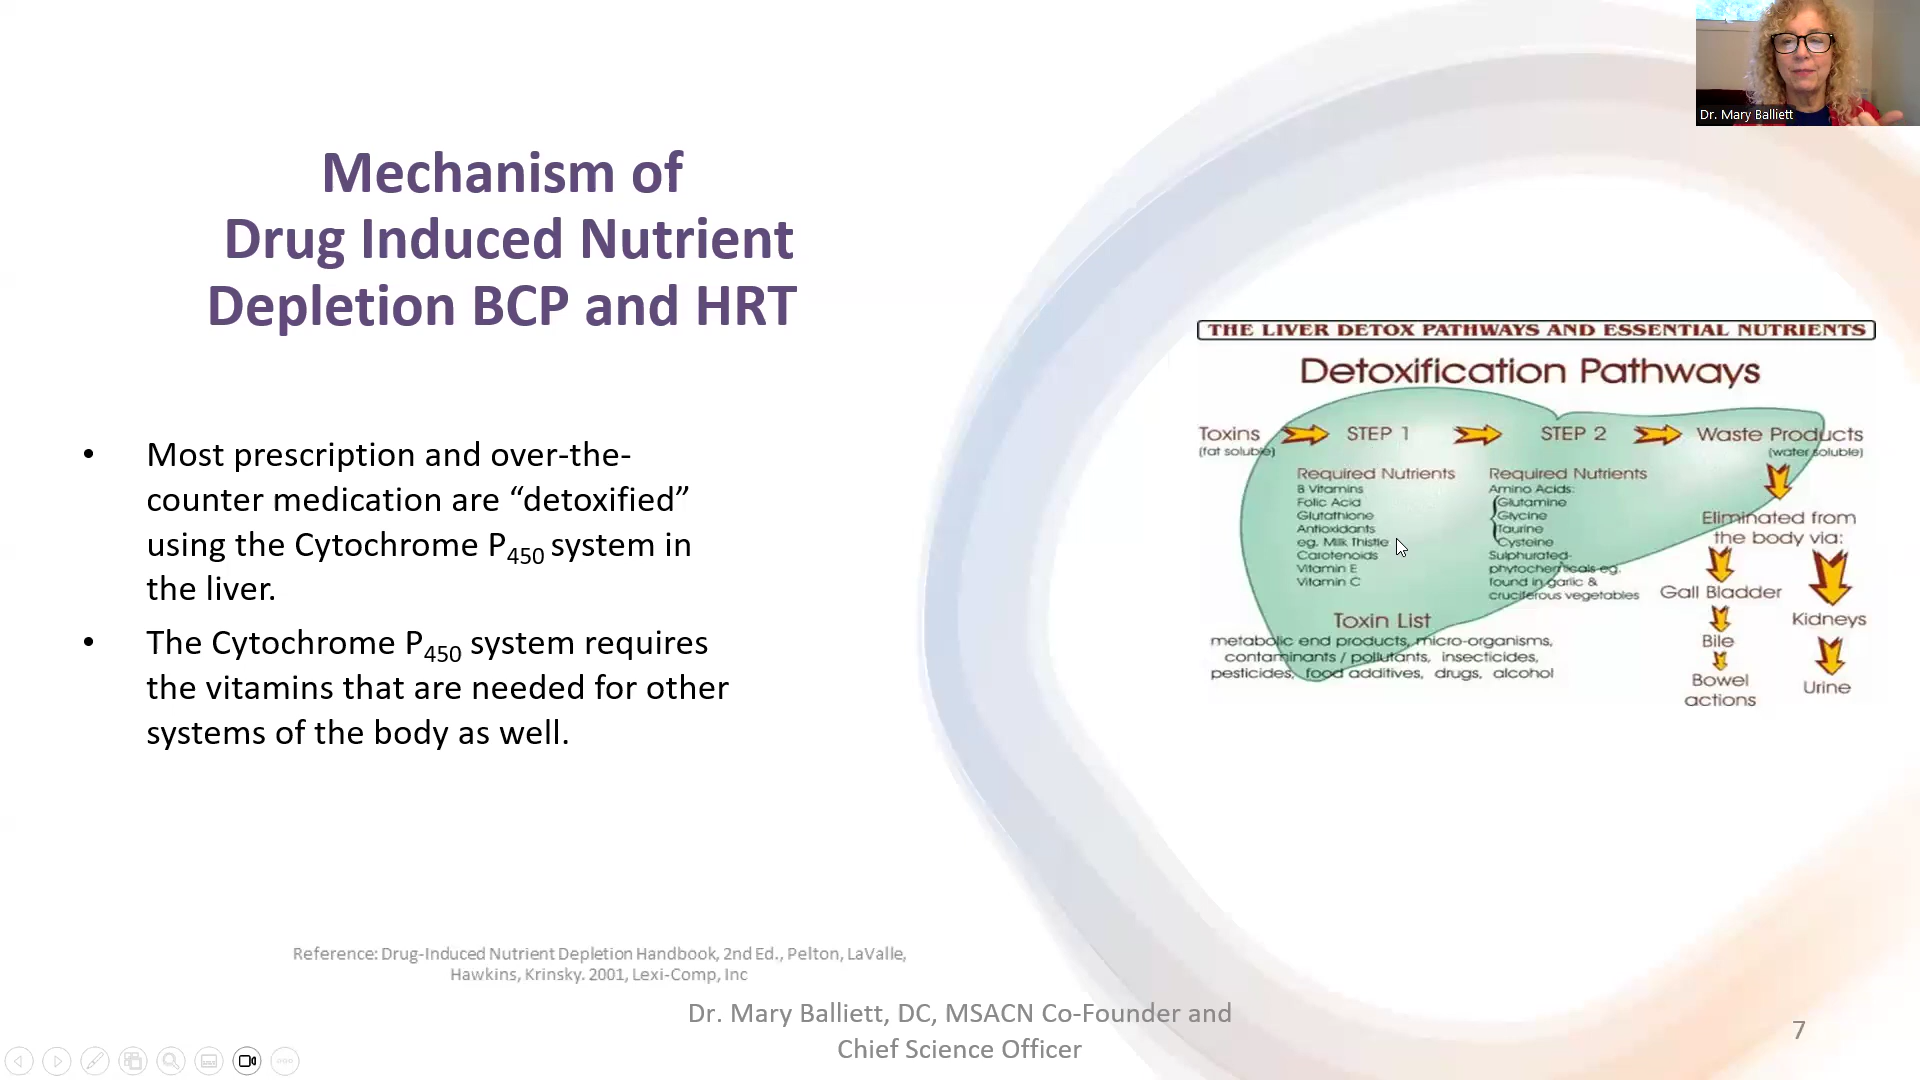 Dr. Mary Balliett
Mechanism of
Drug Induced Nutrient
Depletion BCP and HRT
• Most prescription and over-the-
counter medication are “detoxified”
using the Cytochrome P450 system in
the liver.
• The Cytochrome P450 system requires
the vitamins that are needed for other
systems of the body as well.
THE LIVER DETOX PATHWAYS AND ESSENTIAL NUTRIENTS
Detoxification Pathways
Toxins
(fat soluble)
STEP 1
STEP 2
Waste Products
(water soluble)
Required Nutrients
B Vitamins
Folic Acid
Glutathione
Antioxidants
eg. Milk Thistle
Carotenoids
Vitamin E
Vitamin C
Required Nutrients
Amino Acids:
Glutamine
Glycine
Taurine
Cysteine
Sulphurated
phytochemicals eg.
found in garlic &
cruciferous vegetables
Eliminated from
the body via:
Gall Bladder
Bile
Bowel
actions
Kidneys
Urine
Toxin List
metabolic end products, micro-organisms,
contaminants / pollutants, insecticides,
pesticides, food additives, drugs, alcohol
Reference: Drug-Induced Nutrient Depletion Handbook, 2nd Ed., Pelton, LaValle,
Hawkins, Krinsky. 2001, Lexi-Comp, Inc
Dr. Mary Balliett, DC, MSACN Co-Founder and
Chief Science Officer
7